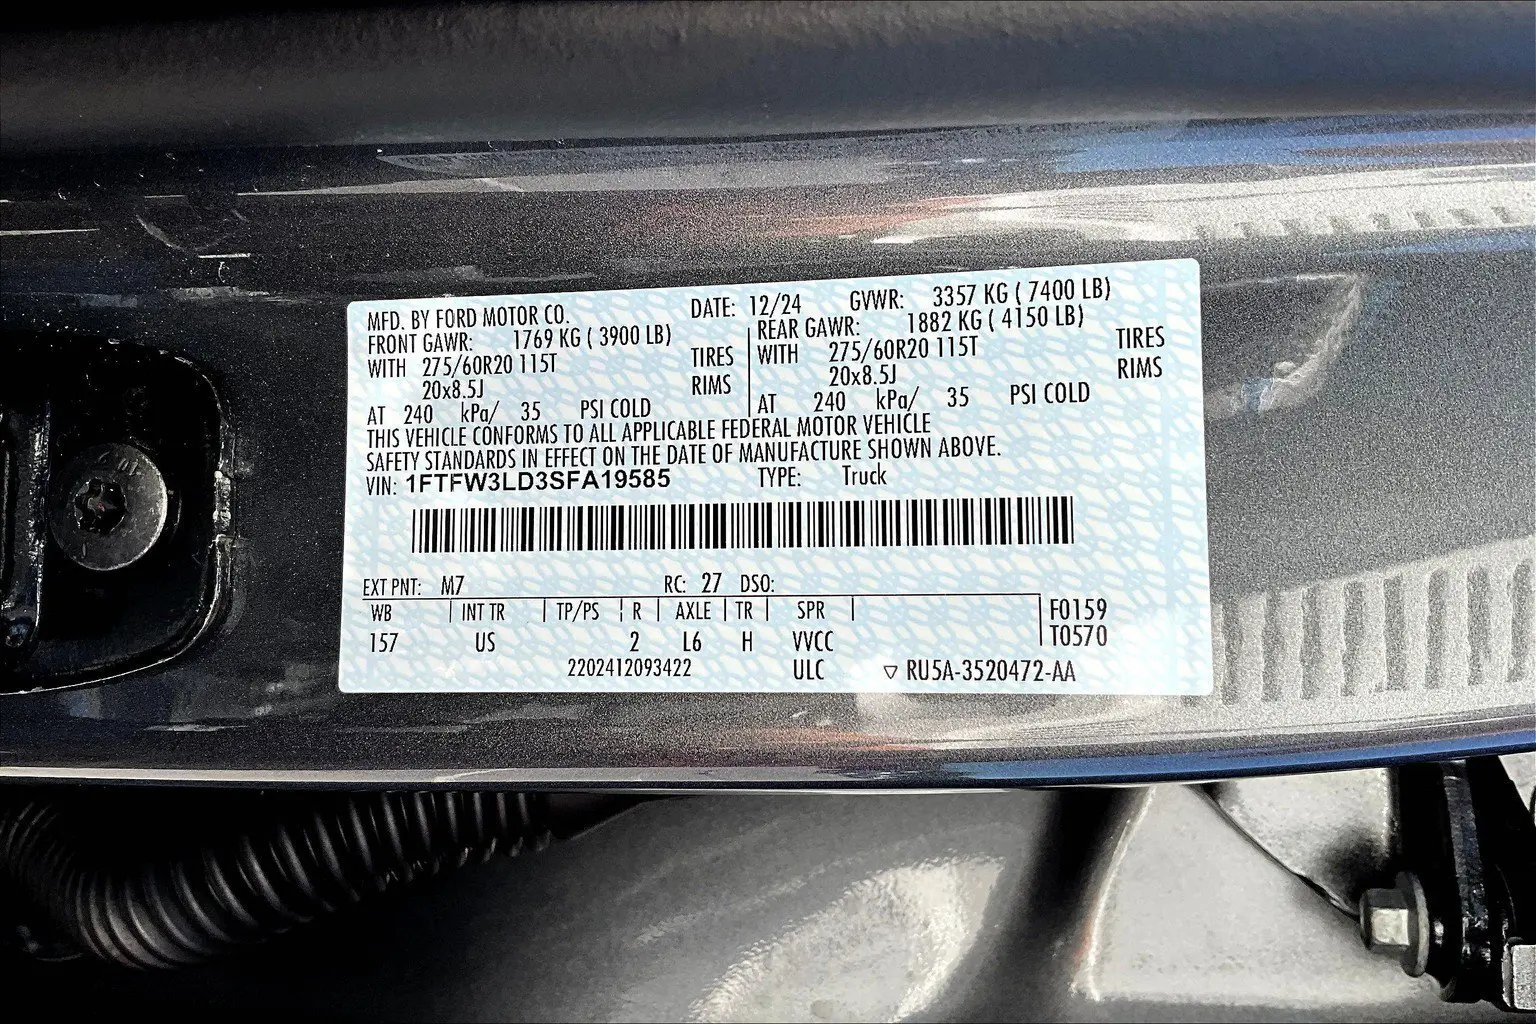 MFD. BY FORD MOTOR CO. DATE: 12/24 GVWR: 3357 KG ( 7400 LB)
FRONT GAWR: 1769 KG ( 3900 LB) REAR GAWR: 1882 KG ( 4150 LB)
WITH 275/60R20 115T TIRES WITH 275/60R20 115T TIRES
20x8.5J RIMS 20x8.5J RIMS
AT 240 kPa/ 35 PSI COLD AT 240 kPa/ 35 PSI COLD
THIS VEHICLE CONFORMS TO ALL APPLICABLE FEDERAL MOTOR VEHICLE
SAFETY STANDARDS IN EFFECT ON THE DATE OF MANUFACTURE SHOWN ABOVE.
VIN: 1FTFW3LD3SFA19585 TYPE: Truck
EXT PNT: M7 RC: 27 DSO:
WB INT TR TP/PS R AXLE TR SPR F0159
157 US 2 L6 H VVCC T0570
2202412093422 ULC ▽ RU5A-3520472-AA